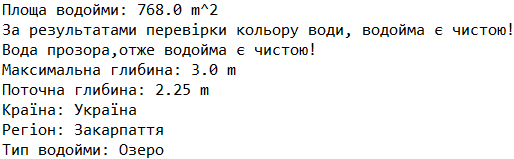 Площа водойми: 768.0 m^2
За результатами перевірки кольору води, водойма є чистою!
Вода прозора,отже водойма є чистою!
Максимальна глибина: 3.0 m
Поточна глибина: 2.25 m
Країна: Україна
Регіон: Закарпаття
Тип водойми: Озеро